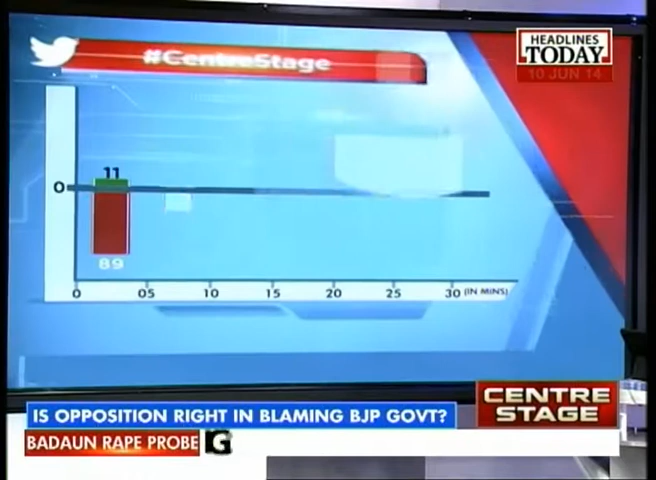 #CentreStage
HEADLINES
TODAY
10 JUN 14
11
0
89
0 05 10 15 20 25 30 (IN MINS)
IS OPPOSITION RIGHT IN BLAMING BJP GOVT?
CENTRE
STAGE
BADAUN RAPE PROBE G